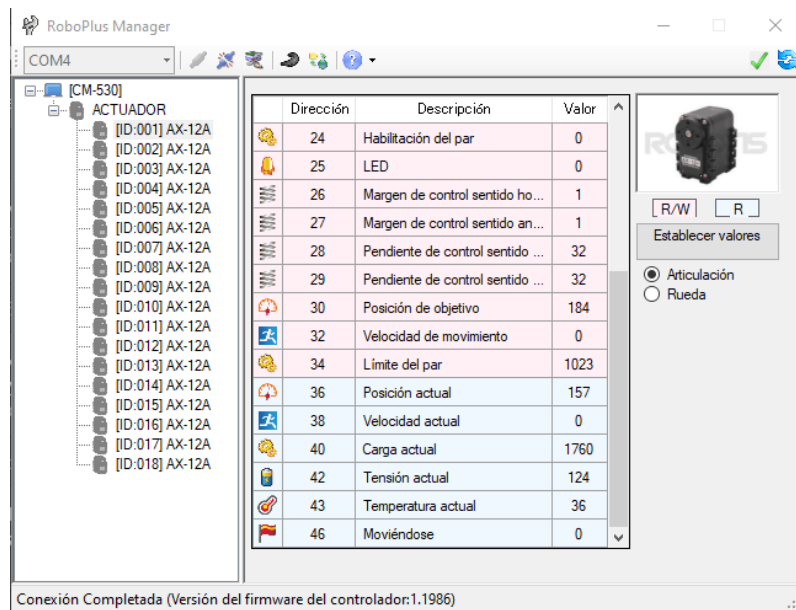 RoboPlus Manager
COM4
[CM-530]
ACTUADOR
[ID:001] AX-12A
[ID:002] AX-12A
[ID:003] AX-12A
[ID:004] AX-12A
[ID:005] AX-12A
[ID:006] AX-12A
[ID:007] AX-12A
[ID:008] AX-12A
[ID:009] AX-12A
[ID:010] AX-12A
[ID:011] AX-12A
[ID:012] AX-12A
[ID:013] AX-12A
[ID:014] AX-12A
[ID:015] AX-12A
[ID:016] AX-12A
[ID:017] AX-12A
[ID:018] AX-12A
Dirección Descripción Valor
24 Habilitación del par 0
25 LED 0
26 Margen de control sentido ho... 1
27 Margen de control sentido an... 1
28 Pendiente de control sentido ... 32
29 Pendiente de control sentido ... 32
30 Posición de objetivo 184
32 Velocidad de movimiento 0
34 Límite del par 1023
36 Posición actual 157
38 Velocidad actual 0
40 Carga actual 1760
42 Tensión actual 124
43 Temperatura actual 36
46 Moviéndose 0
R/W R
Establecer valores
Articulación
Rueda
Conexión Completada (Versión del firmware del controlador:1.1986)